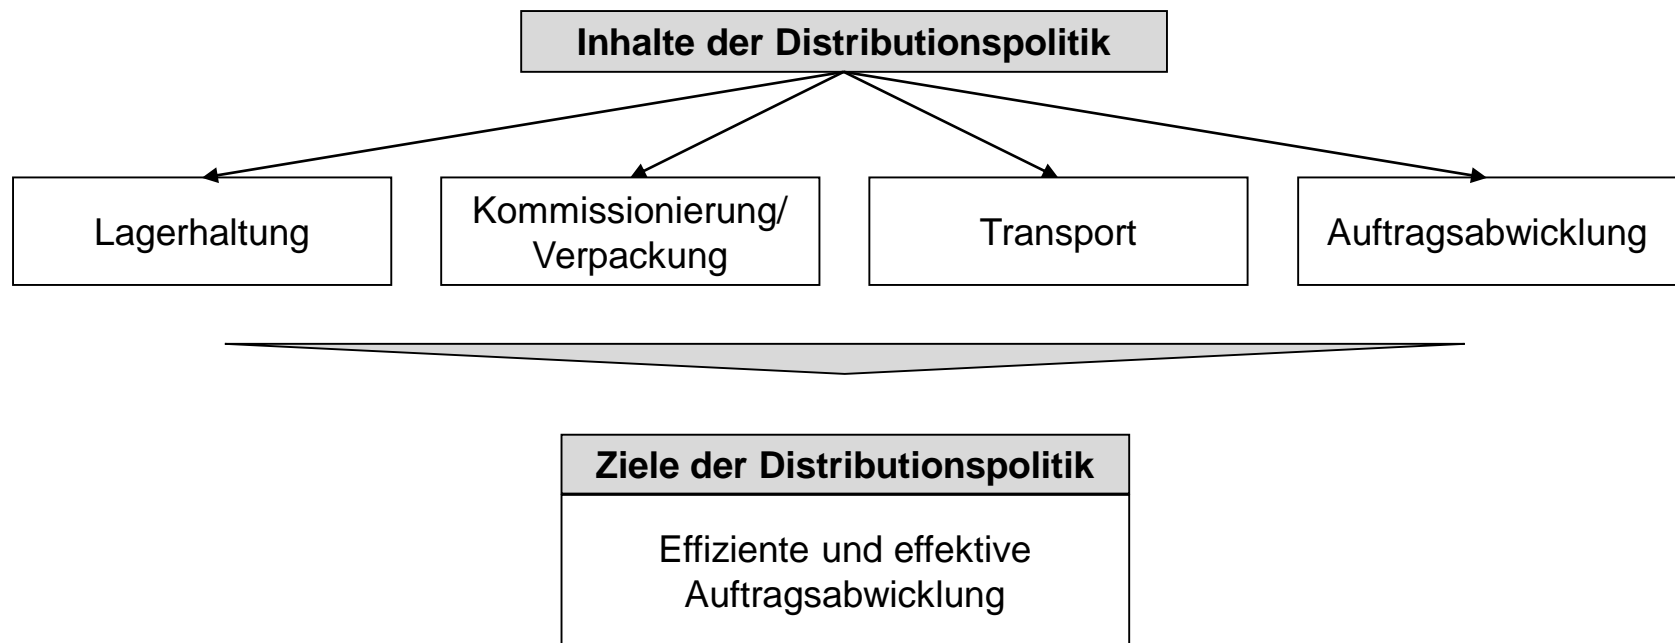 Inhalte der Distributionspolitik
Lagerhaltung
Kommissionierung/
Verpackung
Transport
Auftragsabwicklung
Ziele der Distributionspolitik
Effiziente und effektive
Auftragsabwicklung